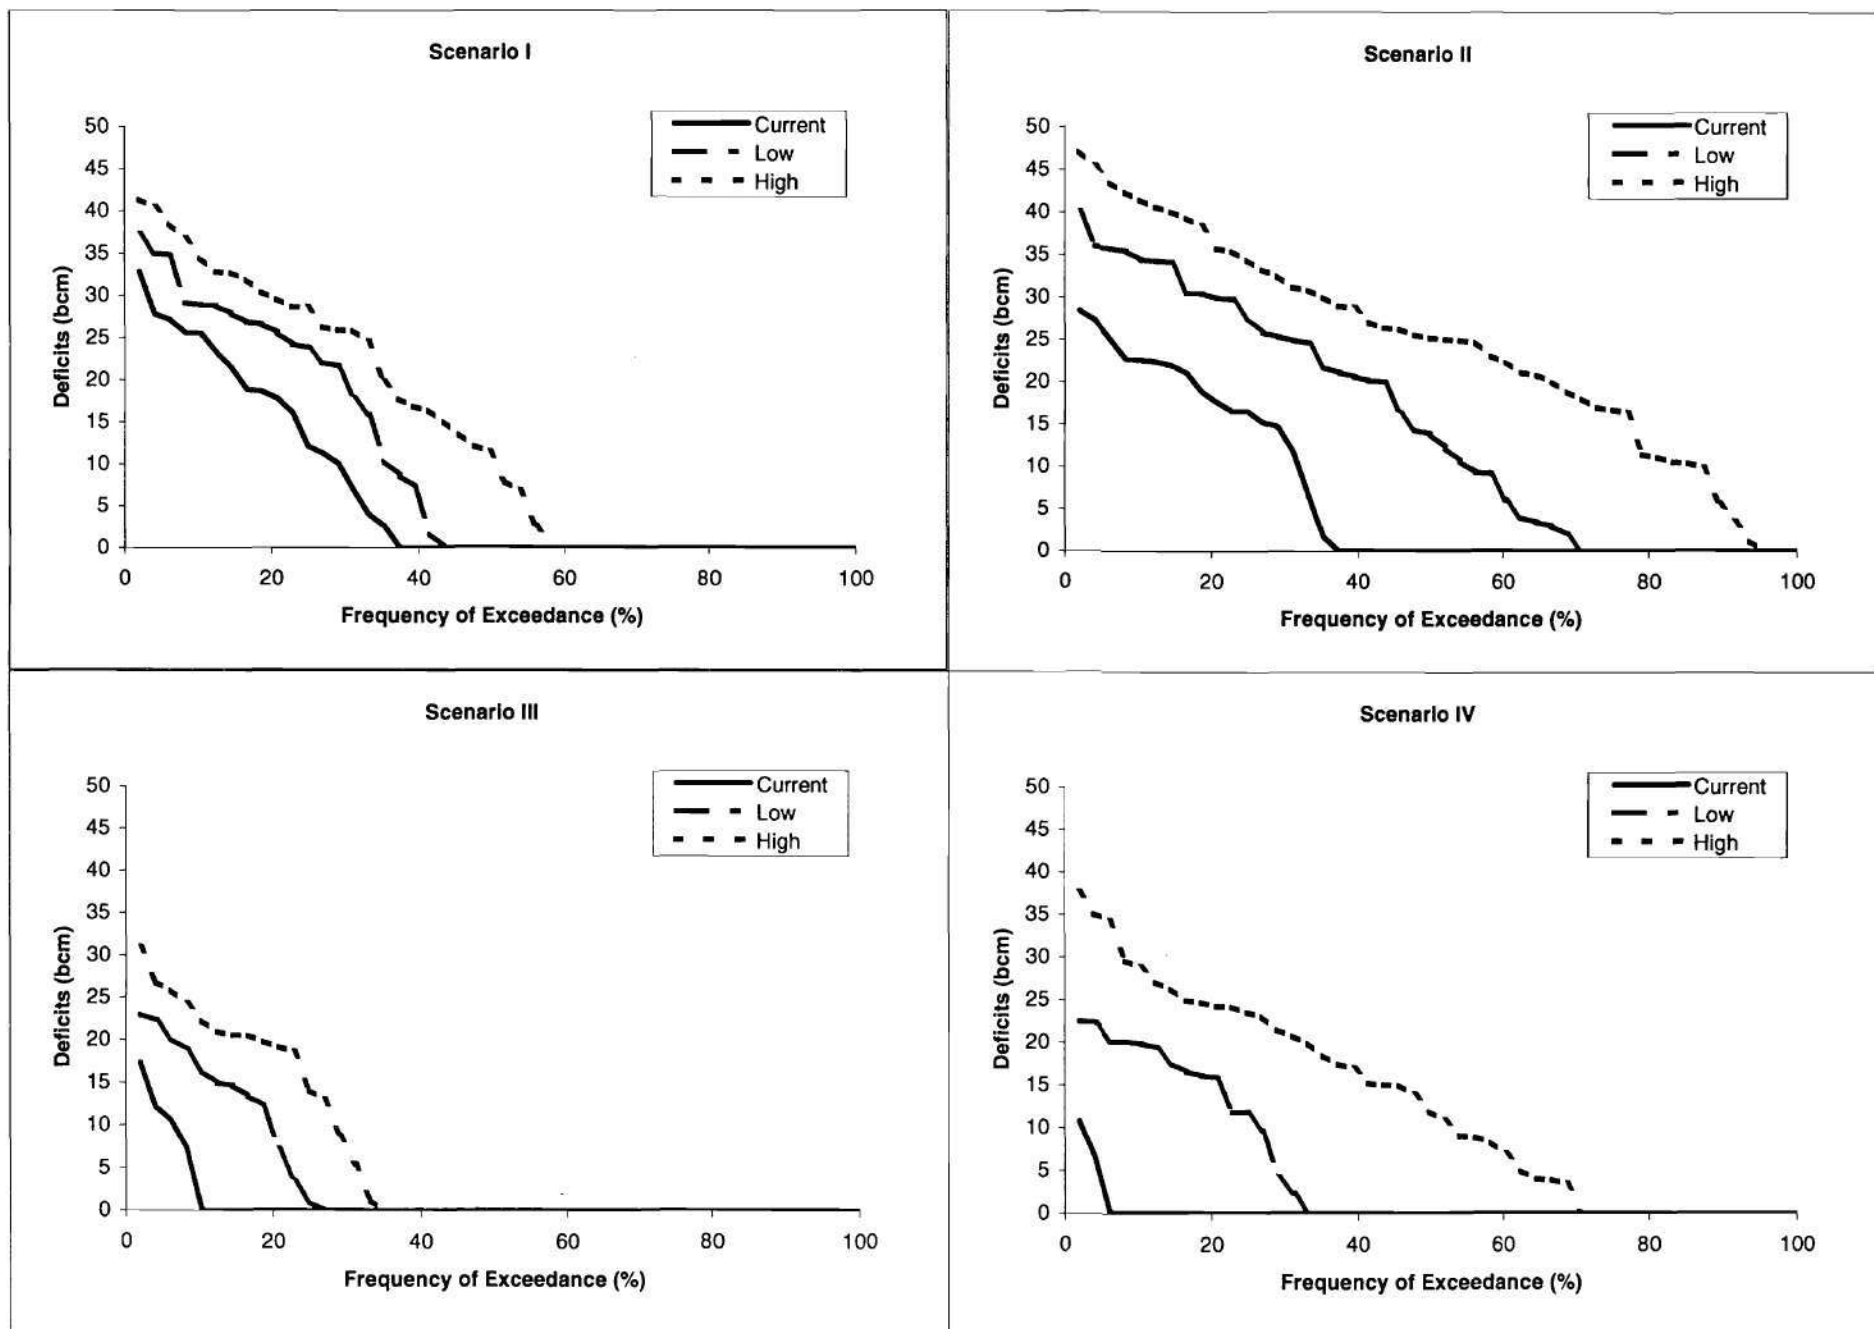 Scenario I
50
45
40
35
30
25
20
15
10
5
0
Deficits (bcm)
0 20 40 60 80 100
Frequency of Exceedance (%)
Current
Low
High
Scenario II
50
45
40
35
30
25
20
15
10
5
0
Deficits (bcm)
0 20 40 60 80 100
Frequency of Exceedance (%)
Current
Low
High
Scenario III
50
45
40
35
30
25
20
15
10
5
0
Deficits (bcm)
0 20 40 60 80 100
Frequency of Exceedance (%)
Current
Low
High
Scenario IV
50
45
40
35
30
25
20
15
10
5
0
Deficits (bcm)
0 20 40 60 80 100
Frequency of Exceedance (%)
Current
Low
High